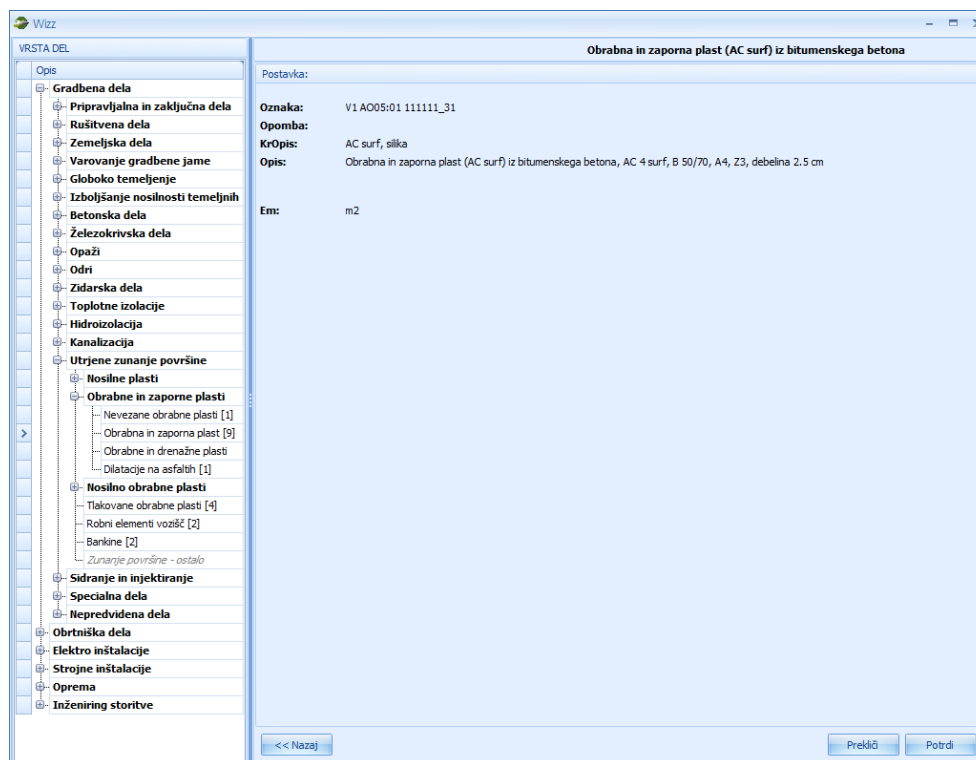 Wizz
VRSTA DEL
Opis
Gradbena dela
Pripravljalna in zaključna dela
Rušitvena dela
Zemeljska dela
Varovanje gradbene jame
Globoko temeljenje
Izboljšanje nosilnosti temeljnih
Betonska dela
Železokrivska dela
Opaži
Odri
Zidarska dela
Toplotne izolacije
Hidroizolacija
Kanalizacija
Utrjene zunanje površine
Nosilne plasti
Obrabne in zaporne plasti
Nevezane obrabne plasti [1]
Obrabna in zaporna plast [9]
Obrabne in drenažne plasti
Dilatacije na asfaltih [1]
Nosilno obrabne plasti
Tlakovane obrabne plasti [4]
Robni elementi vozišč [2]
Bankine [2]
Zunanje površine - ostalo
Sidranje in injektiranje
Specialna dela
Nepredvidena dela
Obrtniška dela
Elektro inštalacije
Strojne inštalacije
Oprema
Inženiring storitve
Obrabna in zaporna plast (AC surf) iz bitumenskega betona
Postavka:
Oznaka: V1 AO05:01 111111_31
Opomba:
KrOpis: AC surf, silika
Opis: Obrabna in zaporna plast (AC surf) iz bitumenskega betona, AC 4 surf, B 50/70, A4, Z3, debelina 2.5 cm
Em: m2
<< Nazaj
Prekliči
Potrdi